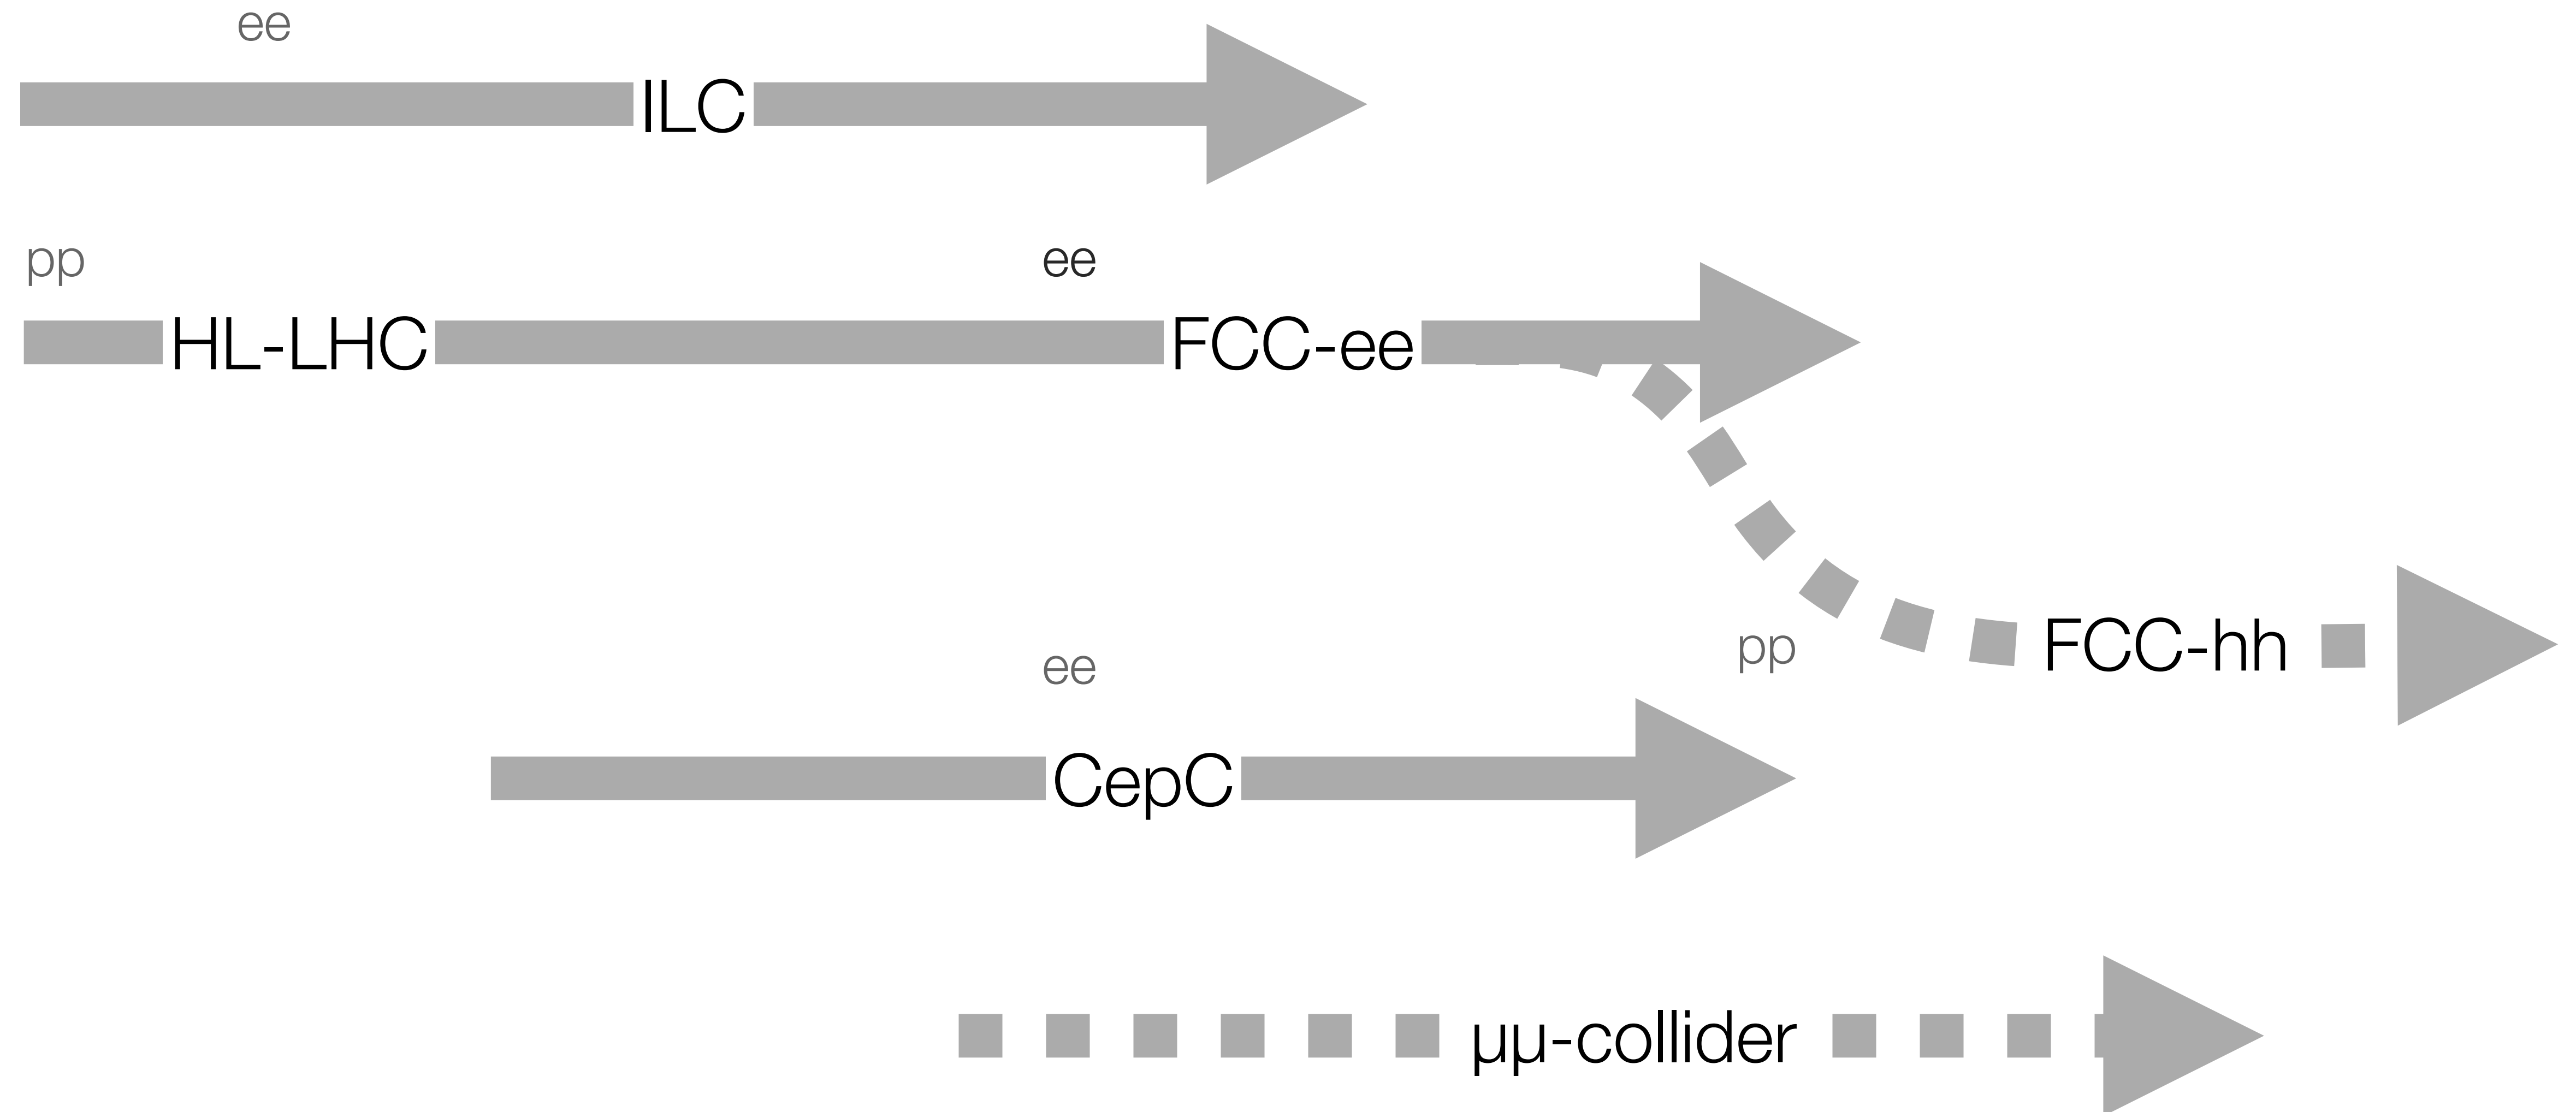 ee
ILC
pp ee
HL-LHC FCC-ee
pp FCC-hh
ee
CepC
µµ-collider